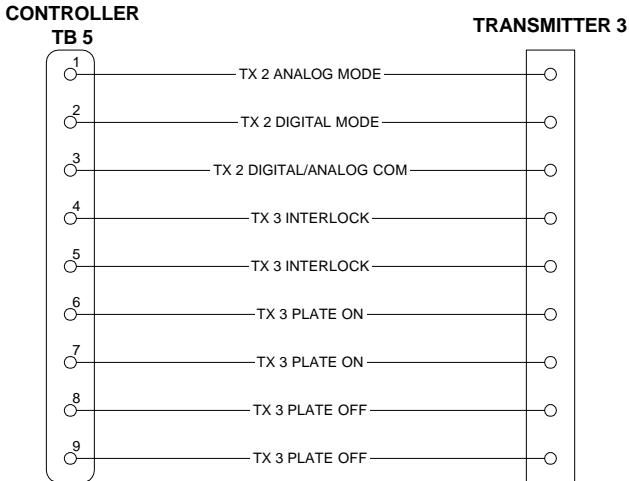 CONTROLLER
TRANSMITTER 3
TB 5
1 TX 2 ANALOG MODE
2 TX 2 DIGITAL MODE
3 TX 2 DIGITAL/ANALOG COM
4 TX 3 INTERLOCK
5 TX 3 INTERLOCK
6 TX 3 PLATE ON
7 TX 3 PLATE ON
8 TX 3 PLATE OFF
9 TX 3 PLATE OFF